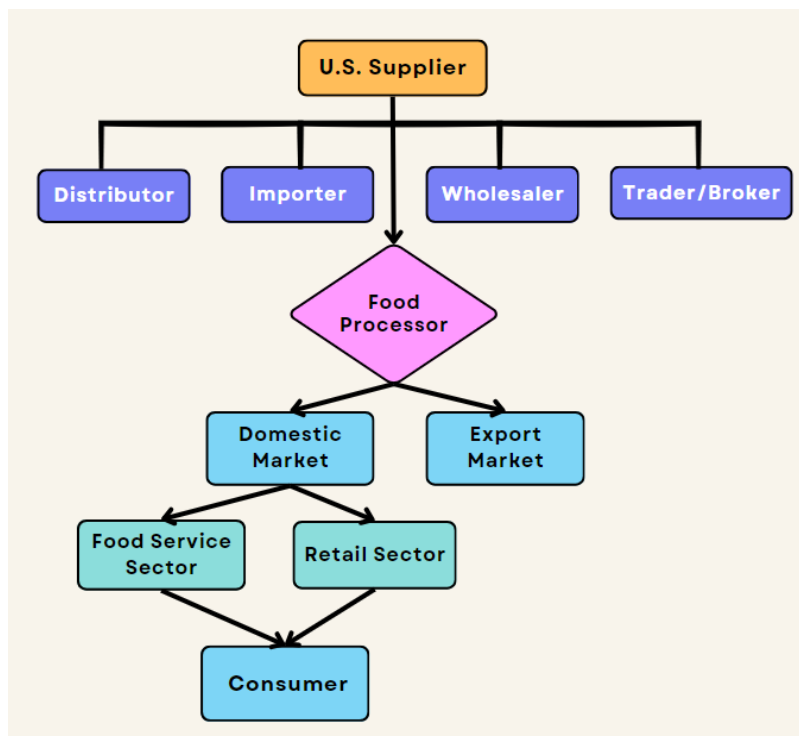 U.S. Supplier
Distributor
Importer
Wholesaler
Trader/Broker
Food
Processor
Domestic
Market
Export
Market
Food Service
Sector
Retail Sector
Consumer